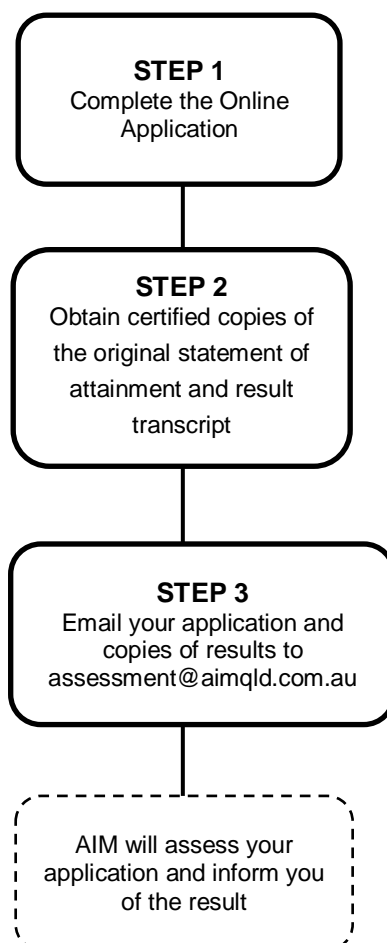 STEP 1
Complete the Online
Application
STEP 2
Obtain certified copies of
the original statement of
attainment and result
transcript
STEP 3
Email your application and
copies of results to
assessment@aimqld.com.au
AIM will assess your
application and inform you
of the result